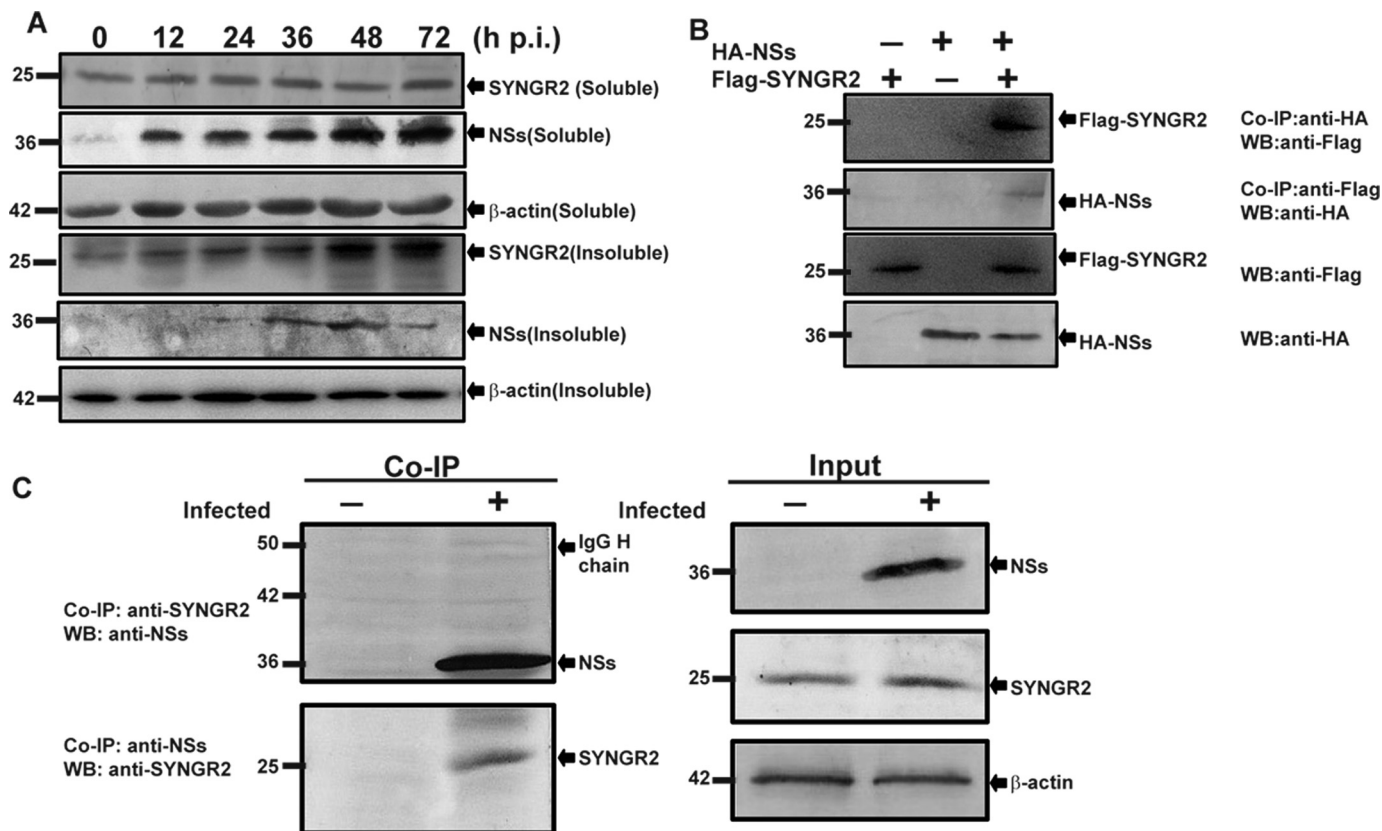 A
0 12 24 36 48 72 (h p.i.)
25 SYNGR2 (Soluble)
36 NSs(Soluble)
42 β-actin(Soluble)
25 SYNGR2(Insoluble)
36 NSs(Insoluble)
42 β-actin(Insoluble)
B
HA-NSs — + +
Flag-SYNGR2 + — +
25 Flag-SYNGR2 Co-IP:anti-HA
WB:anti-Flag
36 HA-NSs Co-IP:anti-Flag
WB:anti-HA
25 Flag-SYNGR2 WB:anti-Flag
36 HA-NSs WB:anti-HA
C
Co-IP
Infected — +
50 IgG H
chain
42
Co-IP: anti-SYNGR2
WB: anti-NSs
36 NSs
Co-IP: anti-NSs
WB: anti-SYNGR2
25 SYNGR2
Input
Infected — +
36 NSs
25 SYNGR2
42 β-actin